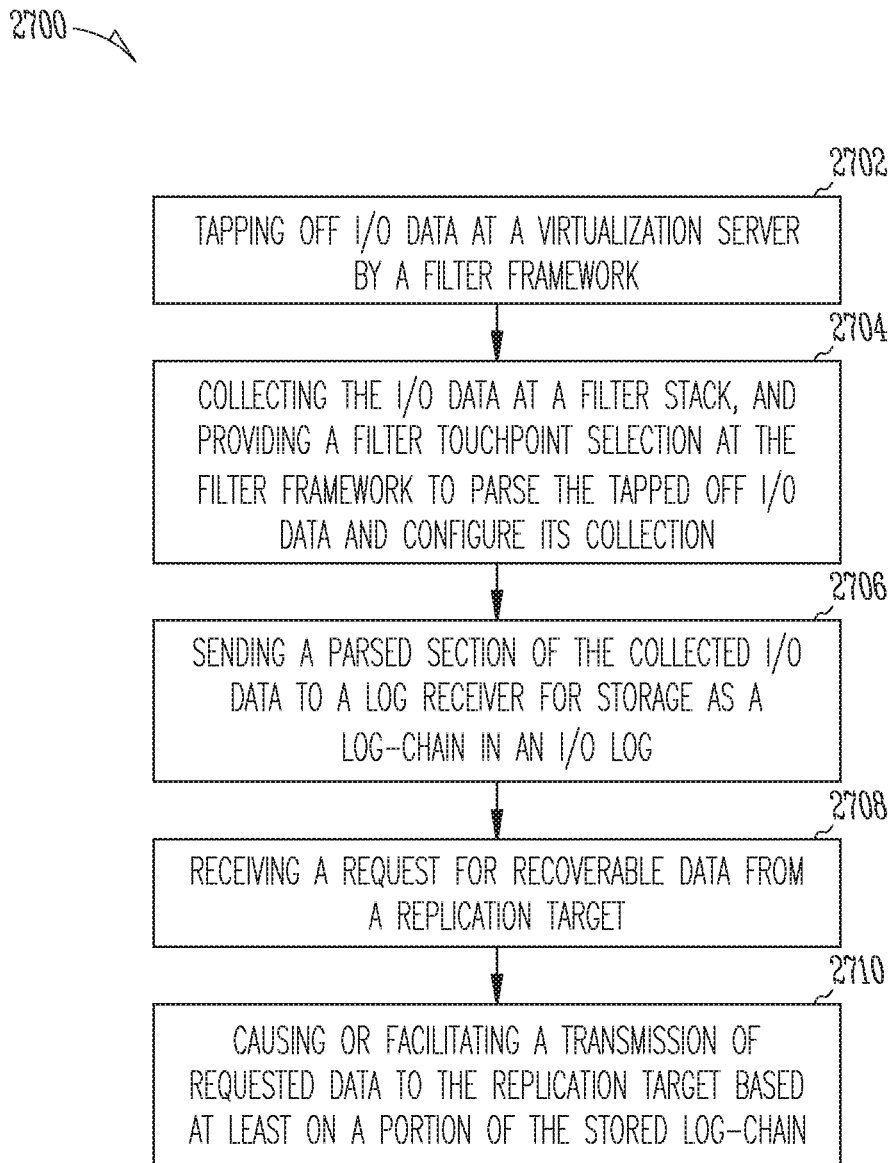 2700
2702
TAPPING OFF I/O DATA AT A VIRTUALIZATION SERVER
BY A FILTER FRAMEWORK
2704
COLLECTING THE I/O DATA AT A FILTER STACK, AND
PROVIDING A FILTER TOUCHPOINT SELECTION AT THE
FILTER FRAMEWORK TO PARSE THE TAPPED OFF I/O
DATA AND CONFIGURE ITS COLLECTION
2706
SENDING A PARSED SECTION OF THE COLLECTED I/O
DATA TO A LOG RECEIVER FOR STORAGE AS A
LOG-CHAIN IN AN I/O LOG
2708
RECEIVING A REQUEST FOR RECOVERABLE DATA FROM
A REPLICATION TARGET
2710
CAUSING OR FACILITATING A TRANSMISSION OF
REQUESTED DATA TO THE REPLICATION TARGET BASED
AT LEAST ON A PORTION OF THE STORED LOG-CHAIN